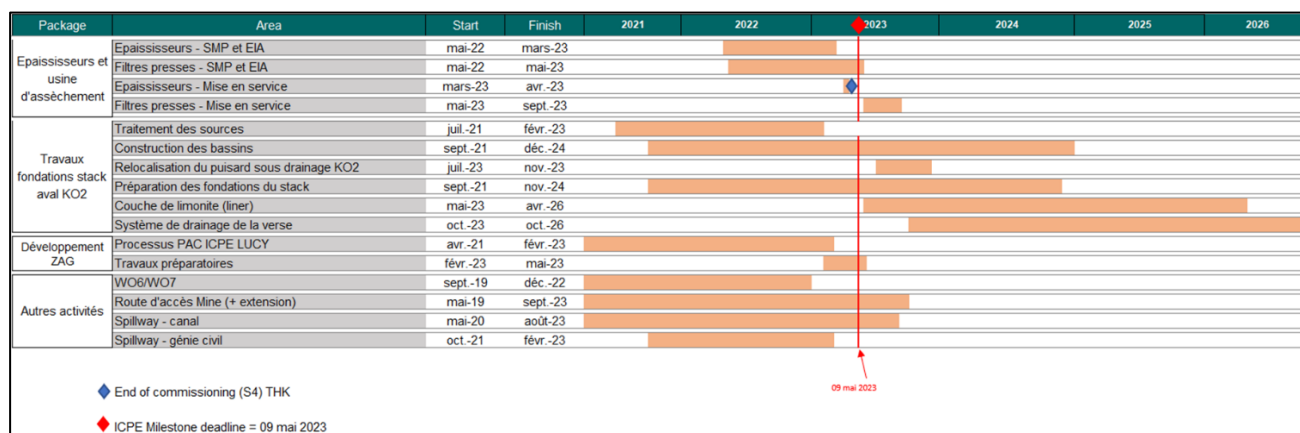 Package Area Start Finish 2021 2022 2023 2024 2025 2026
Epaississeurs et usine d'assèchement
Epaississeurs - SMP et EIA mai-22 mars-23
Filtres presses - SMP et EIA mai-22 mai-23
Epaississeurs - Mise en service mars-23 avr.-23
Filtres presses - Mise en service mai-23 sept.-23
Travaux fondations stack aval KO2
Traitement des sources juil.-21 févr.-23
Construction des bassins sept.-21 déc.-24
Relocalisation du puisard sous drainage KO2 juil.-23 nov.-23
Préparation des fondations du stack sept.-21 nov.-24
Couche de limonite (liner) mai-23 avr.-26
Système de drainage de la verse oct.-23 oct.-26
Développement ZAG
Processus PAC ICPE LUCY avr.-21 févr.-23
Travaux préparatoires févr.-23 mai-23
Autres activités
WO6/WO7 sept.-19 déc.-22
Route d'accès Mine (+ extension) mai-19 sept.-23
Spillway - canal mai-20 août-23
Spillway - génie civil oct.-21 févr.-23
09 mai 2023
End of commissioning (S4) THK
ICPE Milestone deadline = 09 mai 2023